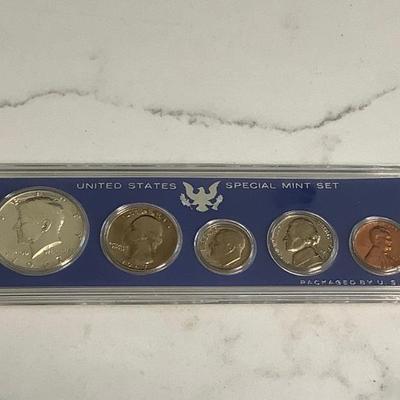 UNITED STATES SPECIAL MINT SET
PACKAGED BY U.S